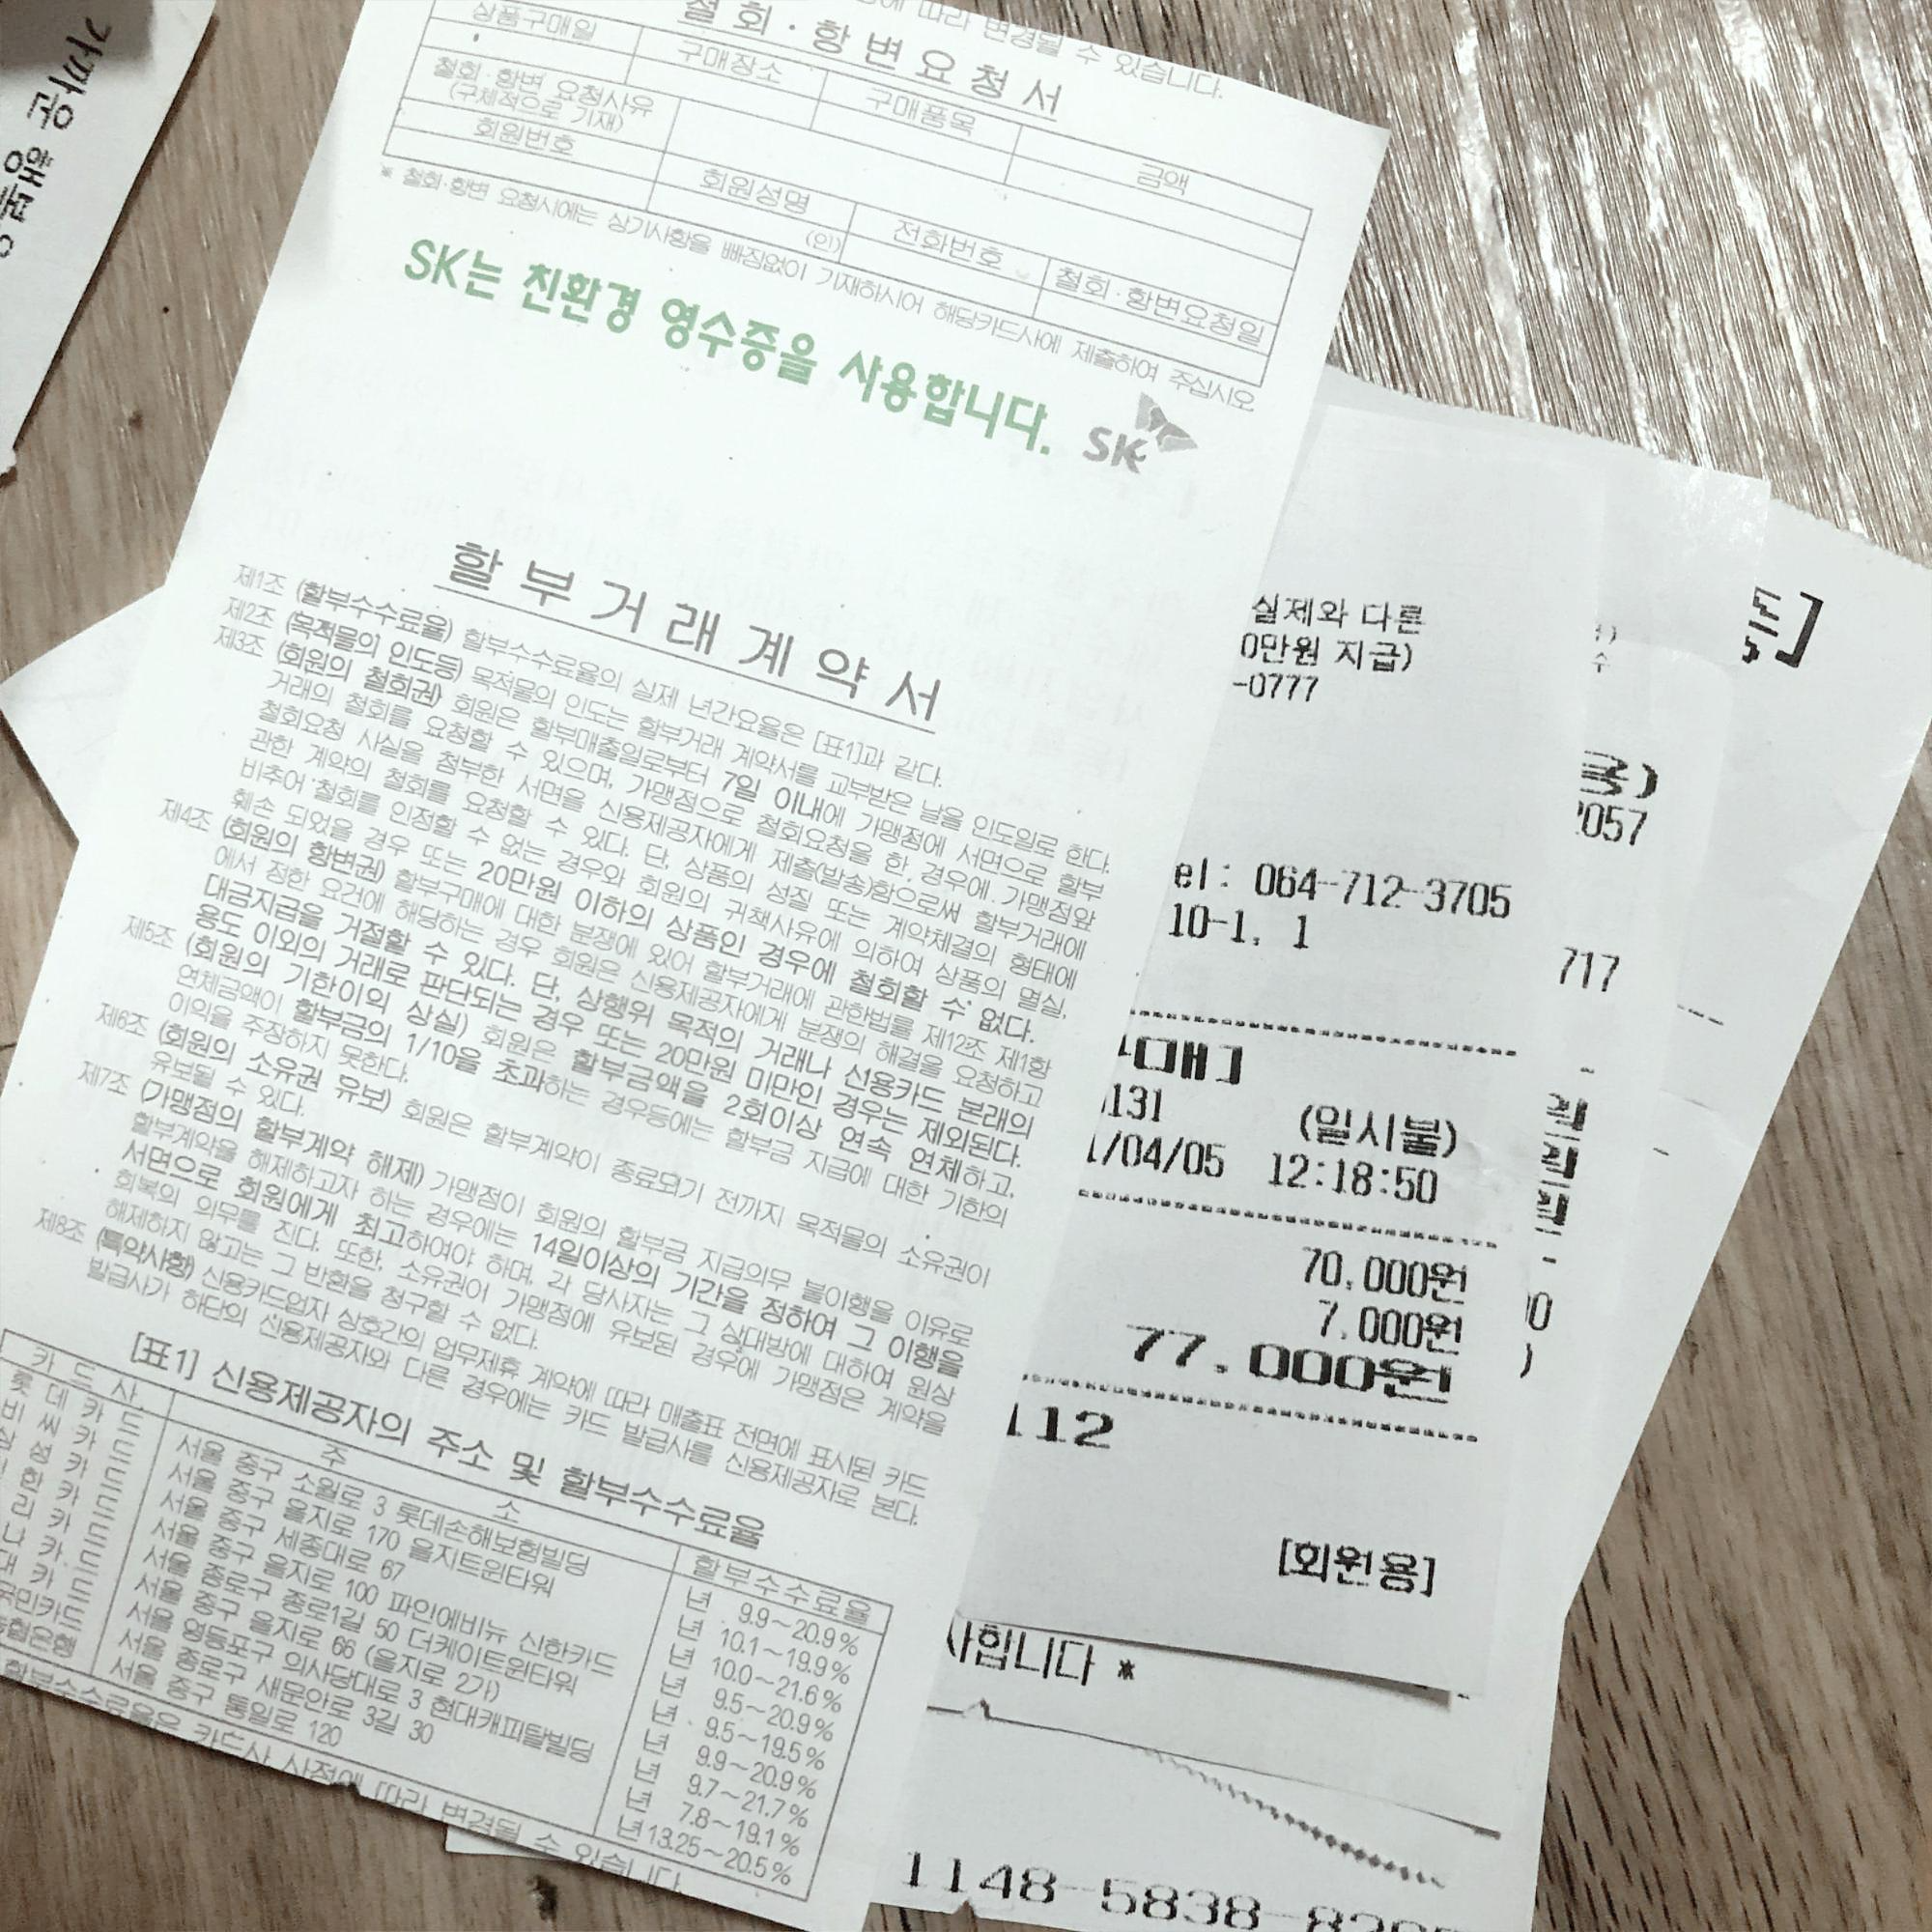 가까운 행복
에 따라 변경될 수 있습니다.
철회·항변요청서
상품구매일 구매장소 구매품목 금액
철회·항변 요청사유
(구체적으로 기재)
회원번호 회원성명 (인) 전화번호 철회·항변요청일
* 철회·항변 요청시에는 상기사항을 빠짐없이 기재하시어 해당카드사에 제출하여 주십시오
SK는 친환경 영수증을 사용합니다. SK
할부거래계약서
제1조 (할부수수료율) 할부수수료율의 실제 년간요율은 [표1]과 같다.
제2조 (목적물의 인도등) 목적물의 인도는 할부거래 계약서를 교부받은 날을 인도일로 한다.
제3조 (회원의 철회권) 회원은 할부매출일로부터 7일 이내에 가맹점에 서면으로 할부
거래의 철회를 요청할 수 있으며, 가맹점으로 철회요청을 한, 경우에 가맹점앞
철회요청 사실을 첨부한 서면을 신용제공자에게 제출(발송)함으로써 할부거래에
관한 계약의 철회를 요청할 수 있다. 단, 상품의 성질 또는 계약체결의 형태에
비추어 철회를 인정할 수 없는 경우와 회원의 귀책사유에 의하여 상품의 멸실,
훼손 되었을 경우 또는 20만원 이하의 상품인 경우에 철회할 수 없다.
제4조 (회원의 항변권) 할부구매에 대한 분쟁에 있어 할부거래에 관한법률 제12조 제1항
에서 정한 요건에 해당하는 경우 회원은 신용제공자에게 분쟁의 해결을 요청하고
대금지급을 거절할 수 있다. 단, 상행위 목적의 거래나 신용카드 본래의
용도 이외의 거래로 판단되는 경우 또는 20만원 미만인 경우는 제외된다.
제5조 (회원의 기한이의 상실) 회원은 할부금액을 2회이상 연속 연체하고,
연체금액이 할부금의 1/10을 초과하는 경우등에는 할부금 지급에 대한 기한의
이익을 주장하지 못한다.
제6조 (회원의 소유권 유보) 회원은 할부계약이 종료되기 전까지 목적물의 소유권이
유보될 수 있다.
제7조 (가맹점의 할부계약 해제) 가맹점이 회원의 할부금 지급의무 불이행을 이유로
할부계약을 해제하고자 하는 경우에는 14일이상의 기간을 정하여 그 이행을
서면으로 회원에게 최고하여야 하며, 각 당사자는 그 상대방에 대하여 원상
회복의 의무를 진다. 또한, 소유권이 가맹점에 유보된 경우에 가맹점은 계약을
해제하지 않고는 그 반환을 청구할 수 없다.
제8조 (특약사항) 신용카드업자 상호간의 업무제휴 계약에 따라 매출표 전면에 표시된 카드
발급사가 하단의 신용제공자와 다른 경우에는 카드 발급사를 신용제공자로 본다.
[표1] 신용제공자의 주소 및 할부수수료율
카드사 주소 할부수수료율
롯데카드 서울 중구 소월로 3 롯데손해보험빌딩 년 9.9~20.9%
비씨카드 서울 중구 을지로 170 을지트윈타워 년 10.1~19.9%
삼성카드 서울 중구 세종대로 67 년 10.0~21.6%
신한카드 서울 중구 을지로 100 파인에비뉴 신한카드 년 9.5~20.9%
서울 종로구 종로1길 50 더케이트윈타워 년 9.5~19.5%
서울 중구 을지로 66 (을지로 2가) 년 9.9~20.9%
서울 영등포구 의사당대로 3 현대캐피탈빌딩 년 9.7~21.7%
국민카드 서울 종로구 새문안로 3길 30 년 7.8~19.1%
농협은행 서울 중구 통일로 120 년 13.25~20.5%
할부수수료율은 카드사 사정에 따라 변경될 수 있습니다
실제와 다른
0만원 지급)
-0777
el: 064-712-3705
10-1, 1
매]
131 (일시불)
/04/05 12:18:50
70,000원
7,000원
77,000원
112
[회원용]
사합니다 *
1148-5838-
057
717